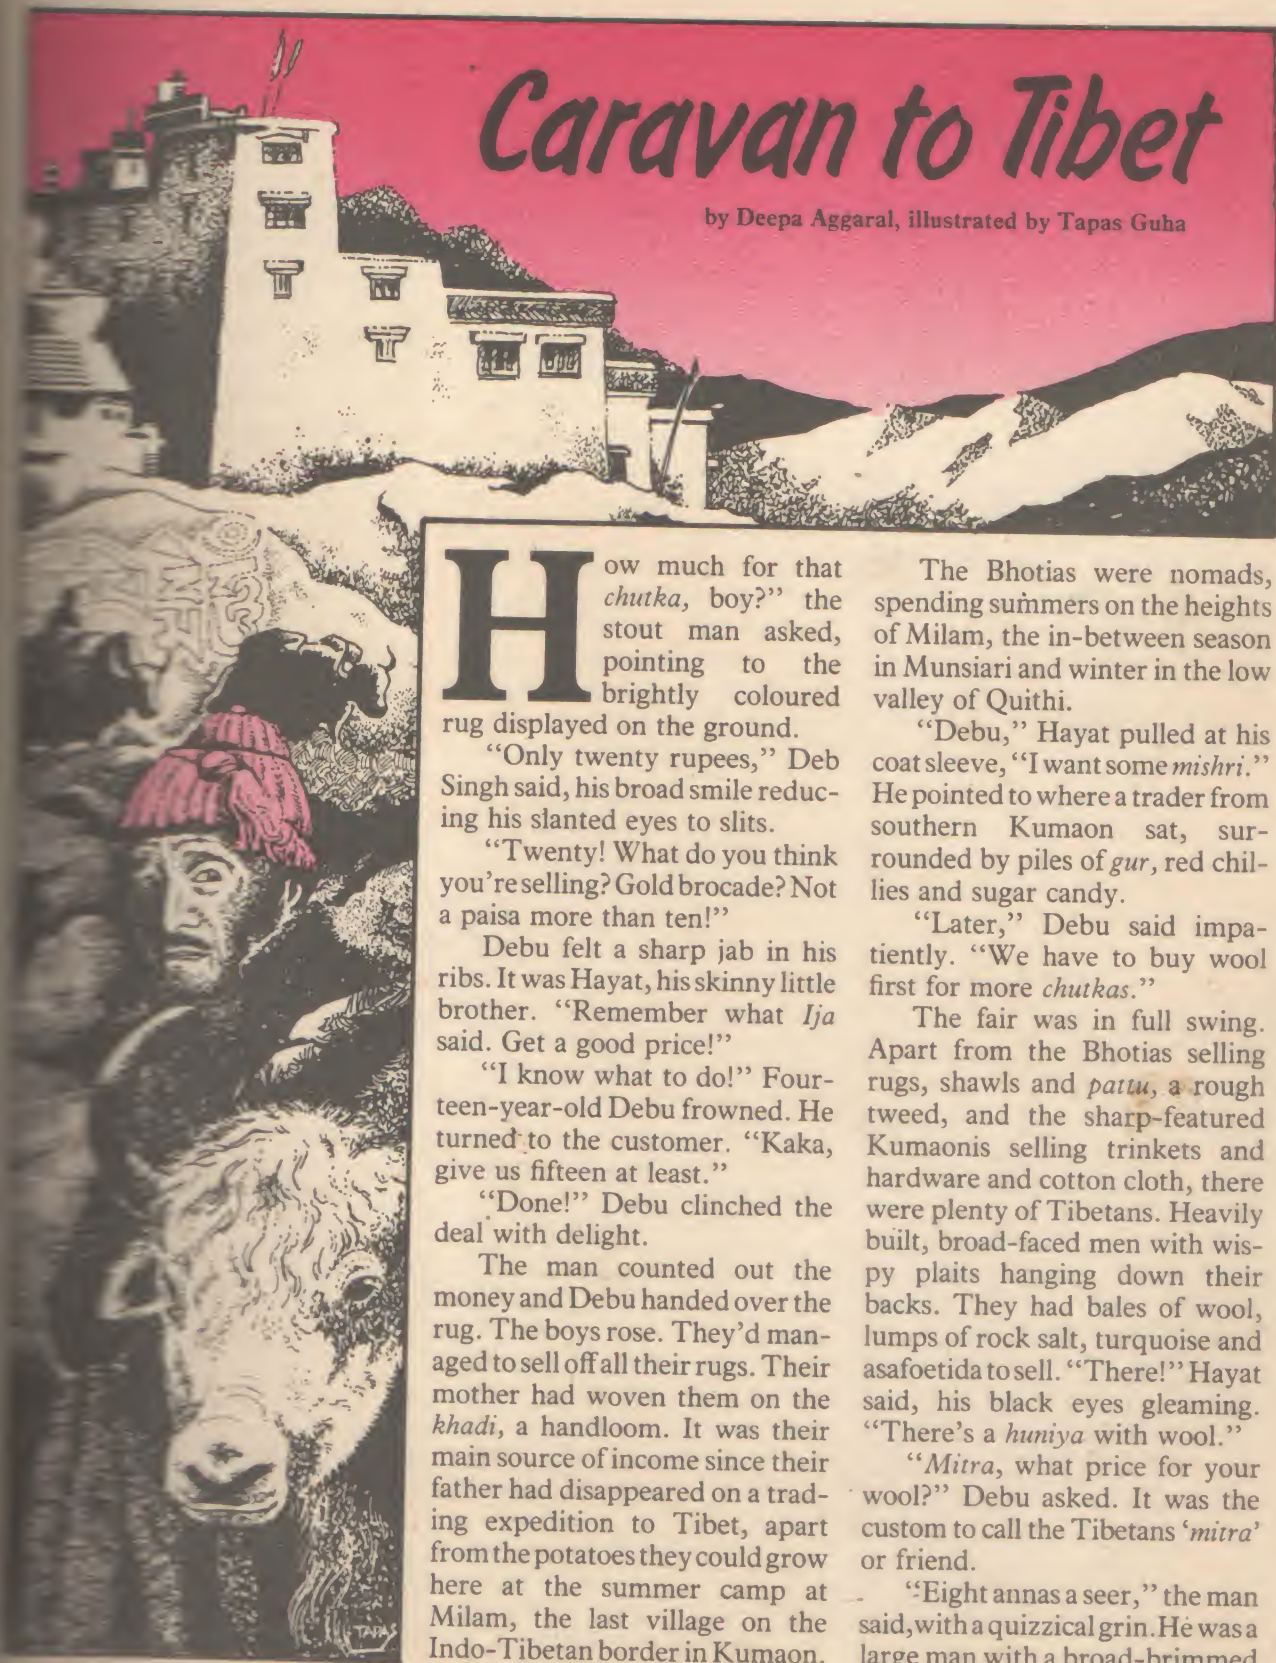 Caravan to Tibet
by Deepa Aggaral, illustrated by Tapas Guha
How much for that
chutka, boy?” the
stout man asked,
pointing to the
brightly coloured
rug displayed on the ground.
“Only twenty rupees,” Deb
Singh said, his broad smile reduc-
ing his slanted eyes to slits.
“Twenty! What do you think
you’re selling? Gold brocade? Not
a paisa more than ten!”
Debu felt a sharp jab in his
ribs. It was Hayat, his skinny little
brother. “Remember what Ija
said. Get a good price!”
“I know what to do!” Four-
teen-year-old Debu frowned. He
turned to the customer. “Kaka,
give us fifteen at least.”
“Done!” Debu clinched the
deal with delight.
The man counted out the
money and Debu handed over the
rug. The boys rose. They’d man-
aged to sell off all their rugs. Their
mother had woven them on the
khadi, a handloom. It was their
main source of income since their
father had disappeared on a trad-
ing expedition to Tibet, apart
from the potatoes they could grow
here at the summer camp at
Milam, the last village on the
Indo-Tibetan border in Kumaon.
The Bhotias were nomads,
spending summers on the heights
of Milam, the in-between season
in Munsiari and winter in the low
valley of Quithi.
“Debu,” Hayat pulled at his
coat sleeve, “I want some mishri.”
He pointed to where a trader from
southern Kumaon sat, sur-
rounded by piles of gur, red chil-
lies and sugar candy.
“Later,” Debu said impa-
tiently. “We have to buy wool
first for more chutkas.”
The fair was in full swing.
Apart from the Bhotias selling
rugs, shawls and pattu, a rough
tweed, and the sharp-featured
Kumaonis selling trinkets and
hardware and cotton cloth, there
were plenty of Tibetans. Heavily
built, broad-faced men with wis-
py plaits hanging down their
backs. They had bales of wool,
lumps of rock salt, turquoise and
asafoetida to sell. “There!” Hayat
said, his black eyes gleaming.
“There’s a huniya with wool.”
“Mitra, what price for your
wool?” Debu asked. It was the
custom to call the Tibetans ‘mitra’
or friend.
“Eight annas a seer,” the man
said, with a quizzical grin. He was a
large man with a broad-brimmed
TAPAS